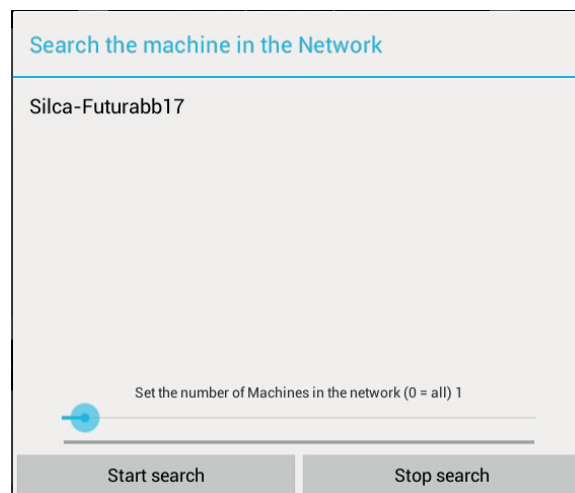 Search the machine in the Network
Silca-Futurabb17
Set the number of Machines in the network (0 = all) 1
Start search
Stop search